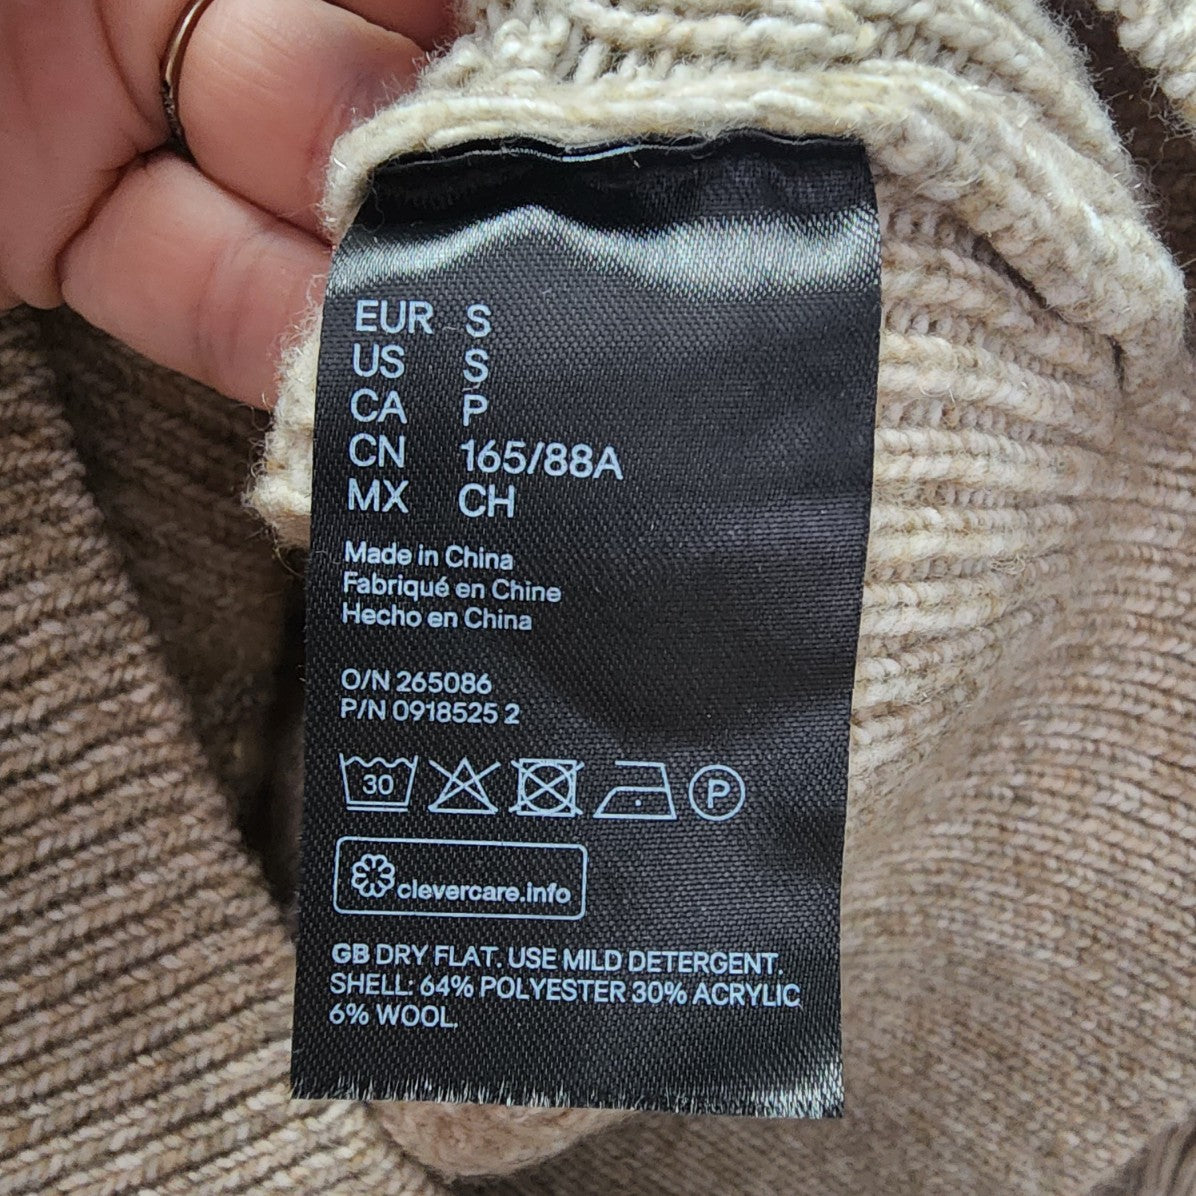 EUR S
US S
CA P
CN 165/88A
MX CH
Made in China
Fabriqué en Chine
Hecho en China
O/N 265086
P/N 0918525 2
30 P
clevercare.info
GB DRY FLAT. USE MILD DETERGENT.
SHELL: 64% POLYESTER 30% ACRYLIC
6% WOOL.